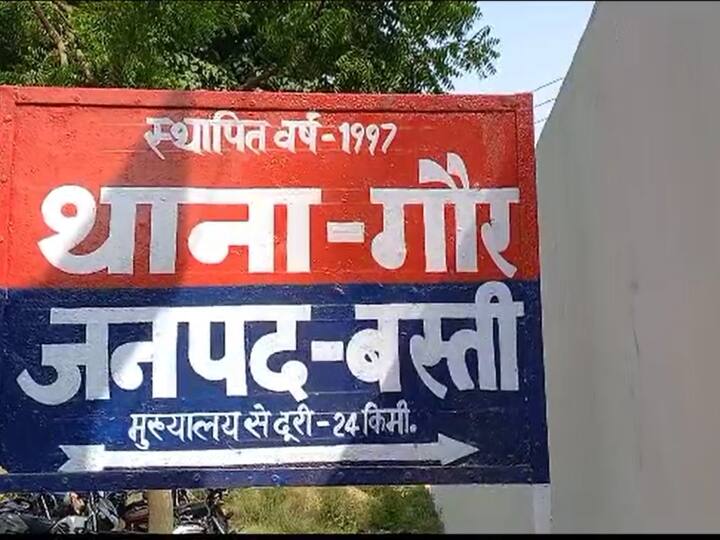 स्थापित वर्ष-1997
थाना-गौर
जनपद-बस्ती
मुख्यालय से दूरी-24 किमी.